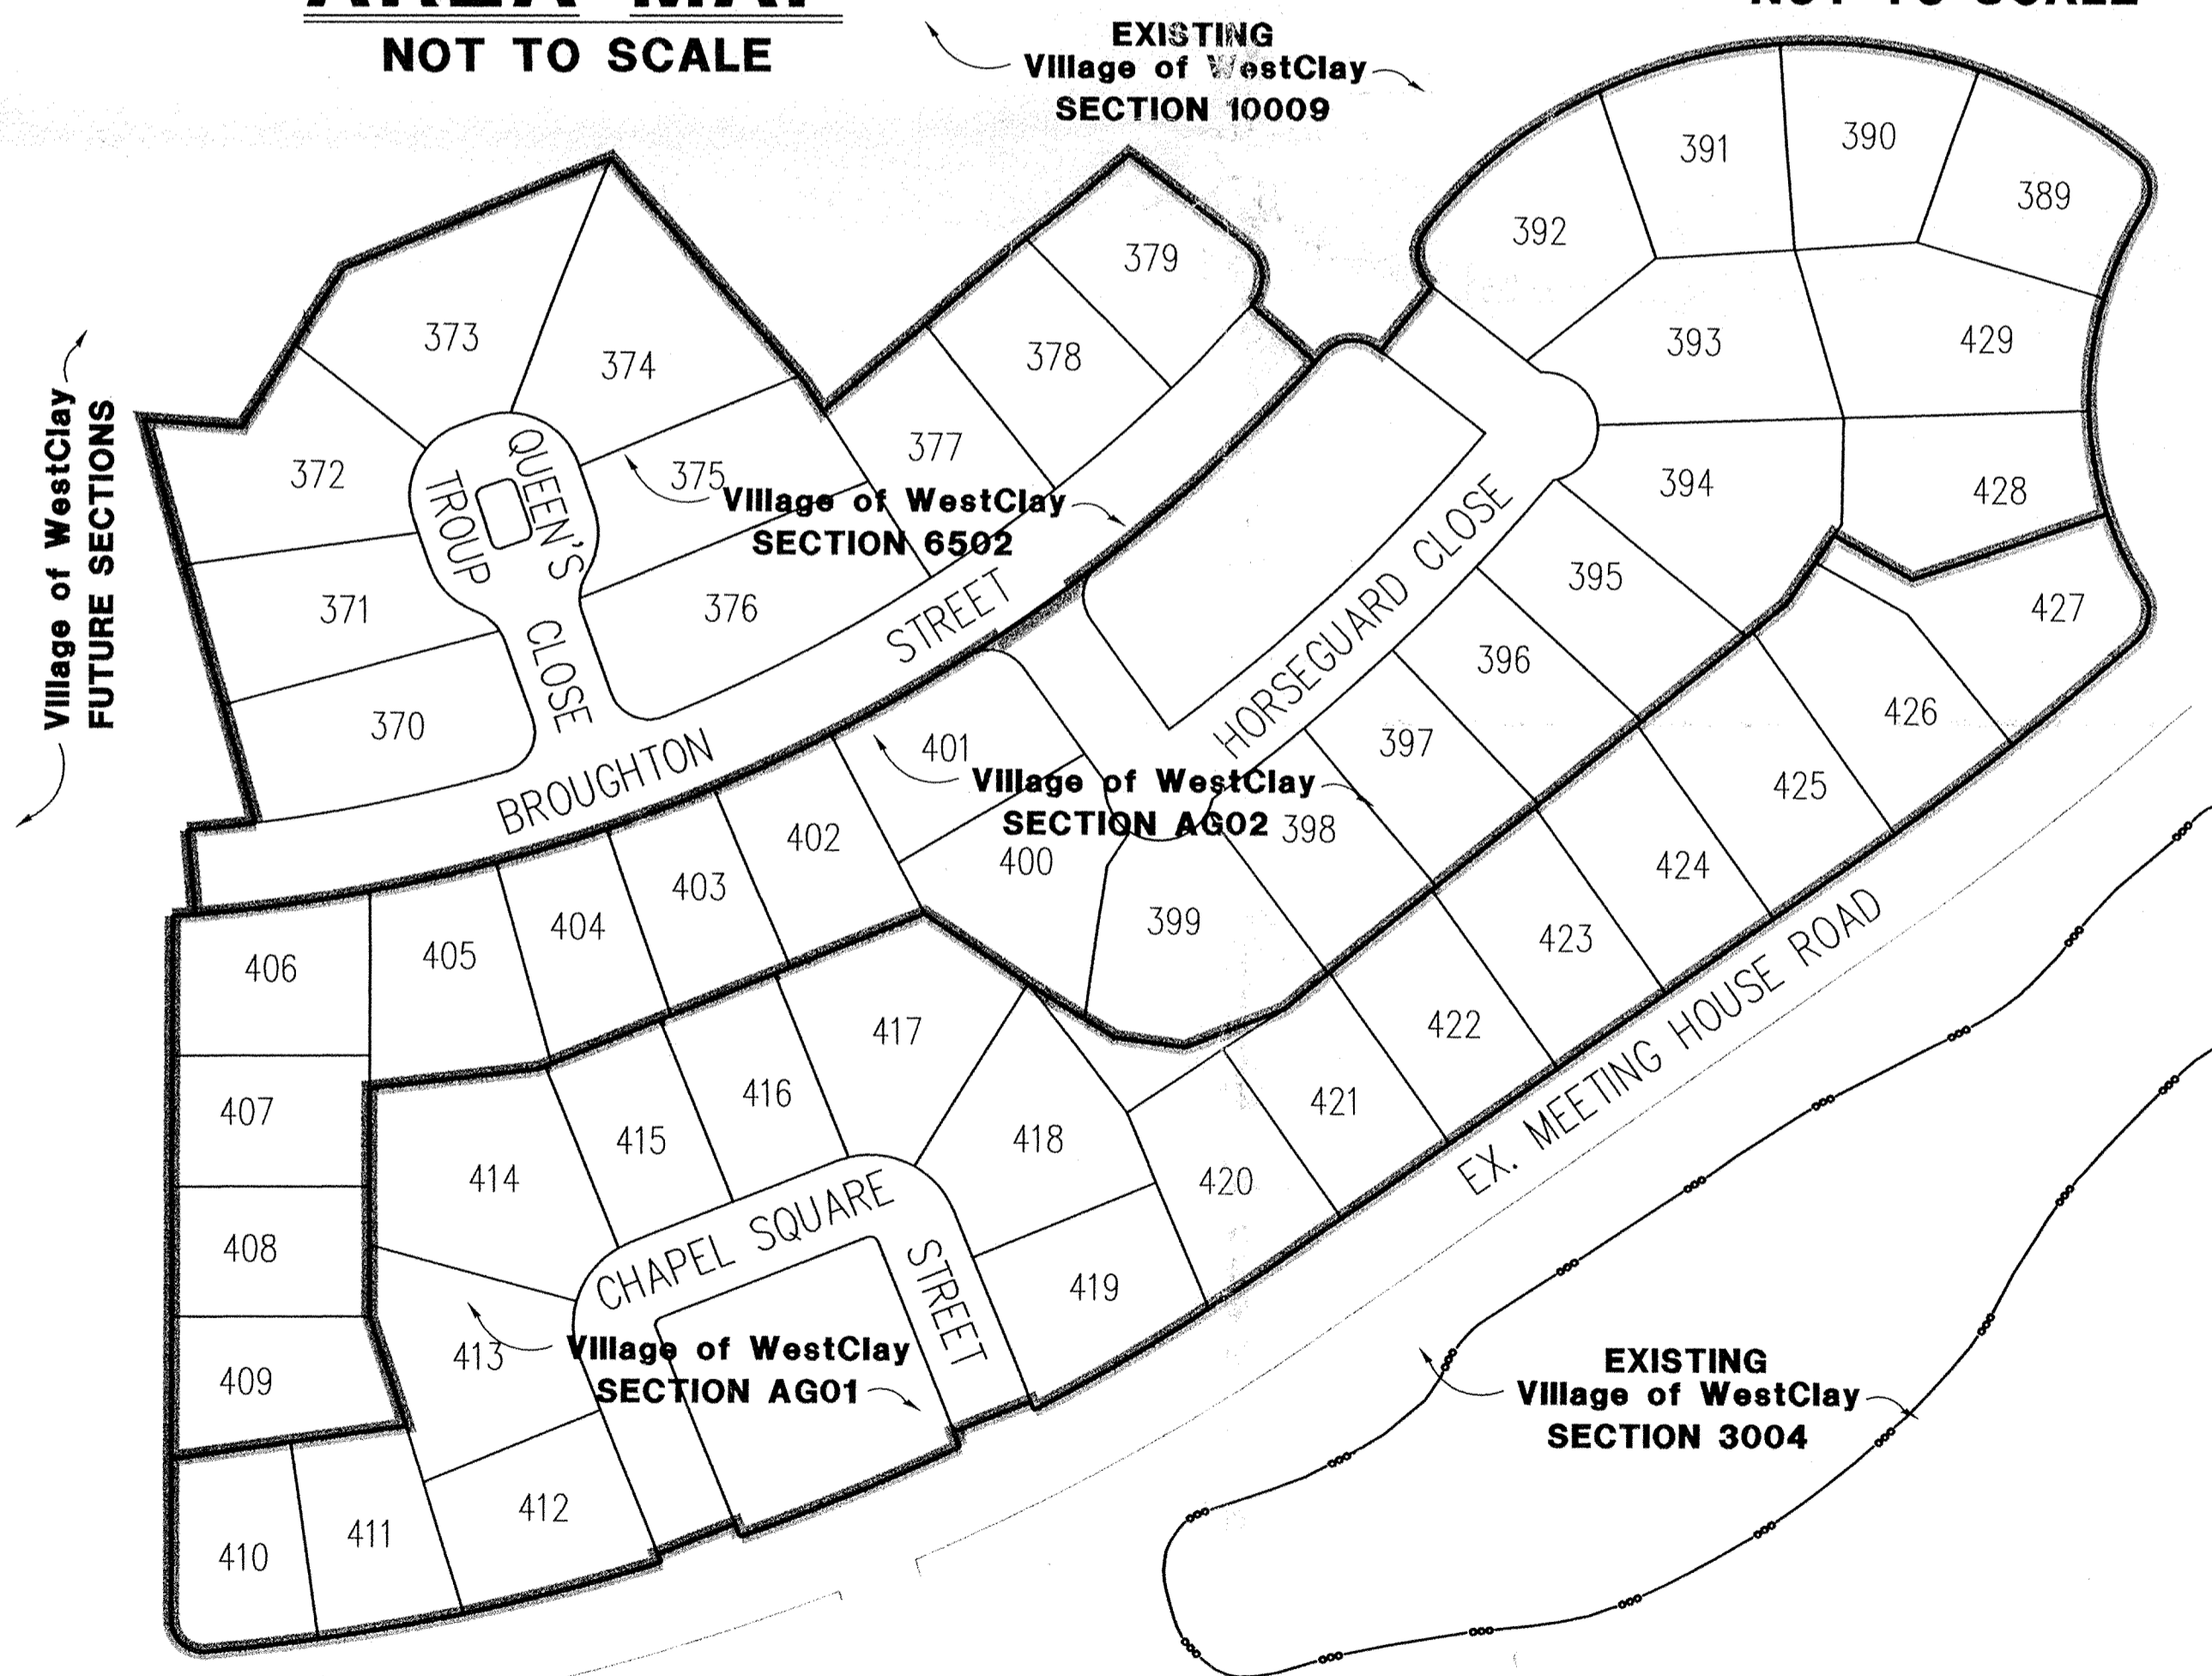 AREA MAP
NOT TO SCALE
NOT TO SCALE
EXISTING
Village of WestClay
SECTION 10009
391
390
389
392
379
373
374
378
393
429
Village of WestClay
FUTURE SECTIONS
372
QUEEN'S
TROUP
CLOSE
375
377
Village of WestClay
SECTION 6502
394
428
371
376
395
427
370
BROUGHTON
STREET
HORSEGUARD CLOSE
396
426
401
397
425
Village of WestClay
SECTION AG02
398
402
400
403
404
399
424
405
406
423
EX. MEETING HOUSE ROAD
417
422
407
416
415
421
414
418
420
408
CHAPEL SQUARE
STREET
419
413
409
Village of WestClay
SECTION AG01
EXISTING
Village of WestClay
SECTION 3004
412
411
410